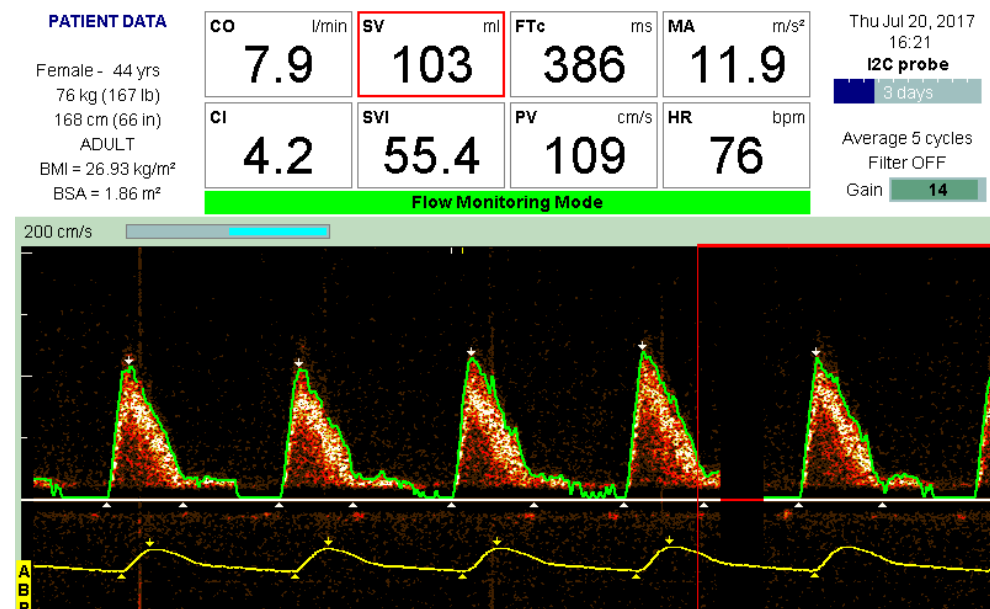 PATIENT DATA
Female - 44 yrs
76 kg (167 lb)
168 cm (66 in)
ADULT
BMI = 26.93 kg/m²
BSA = 1.86 m²
CO l/min
7.9
SV ml
103
FTc ms
386
MA m/s²
11.9
CI
4.2
SVI
55.4
PV cm/s
109
HR bpm
76
Flow Monitoring Mode
Thu Jul 20, 2017
16:21
I2C probe
3 days
Average 5 cycles
Filter OFF
Gain 14
200 cm/s
A
B
P